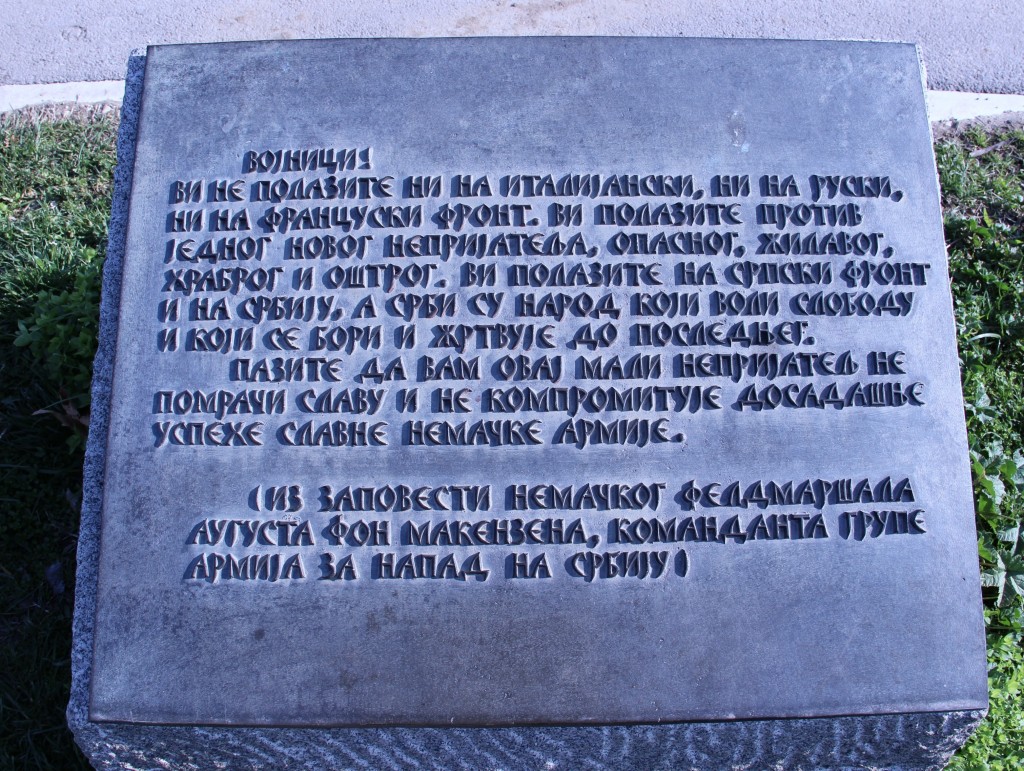 ВОЈНИЦИ!
ВИ НЕ ПОЛАЗИТЕ НИ НА ИТАЛИЈАНСКИ, НИ НА РУСКИ,
НИ НА ФРАНЦУСКИ ФРОНТ. ВИ ПОЛАЗИТЕ ПРОТИВ
ЈЕДНОГ НОВОГ НЕПРИЈАТЕЉА, ОПАСНОГ, ЖИЛАВОГ,
ХРАБРОГ И ОШТРОГ. ВИ ПОЛАЗИТЕ НА СРПСКИ ФРОНТ
И НА СРБИЈУ, А СРБИ СУ НАРОД КОЈИ ВОЛИ СЛОБОДУ
И КОЈИ СЕ БОРИ И ЖРТВУЈЕ ДО ПОСЛЕДЊЕГ.
ПАЗИТЕ ДА ВАМ ОВАЈ МАЛИ НЕПРИЈАТЕЉ НЕ
ПОМРАЧИ СЛАВУ И НЕ КОМПРОМИТУЈЕ ДОСАДАШЊЕ
УСПЕХЕ СЛАВНЕ НЕМАЧКЕ АРМИЈЕ.
(ИЗ ЗАПОВЕСТИ НЕМАЧКОГ ФЕЛДМАРШАЛА
АУГУСТА ФОН МАКЕНЗЕНА, КОМАНДАНТА ГРУПЕ
АРМИЈА ЗА НАПАД НА СРБИЈУ)